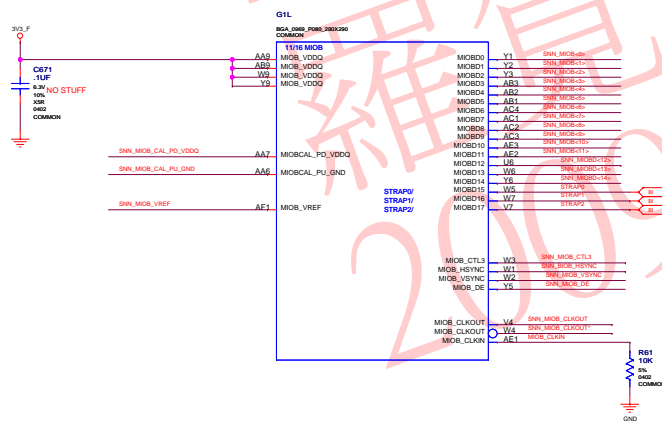 G1L
BGA_0969_P080_290X290
COMMON
11/16 MIOB
3V3_F
C671
.1UF
6.3V
10%
X5R
0402
COMMON
NO STUFF
AA9 MIOB_VDDQ
AB9 MIOB_VDDQ
W9 MIOB_VDDQ
Y9 MIOB_VDDQ
SNN_MIOB_CAL_PD_VDDQ AA7 MIOBCAL_PD_VDDQ
SNN_MIOB_CAL_PU_GND AA6 MIOBCAL_PU_GND
SNN_MIOB_VREF AF1 MIOB_VREF
MIOBD0 Y1 SNN_MIOB<0>
MIOBD1 Y2 SNN_MIOB<1>
MIOBD2 Y3 SNN_MIOB<2>
MIOBD3 AB3 SNN_MIOB<3>
MIOBD4 AB2 SNN_MIOB<4>
MIOBD5 AB1 SNN_MIOB<5>
MIOBD6 AC4 SNN_MIOB<6>
MIOBD7 AC1 SNN_MIOB<7>
MIOBD8 AC2 SNN_MIOB<8>
MIOBD9 AC3 SNN_MIOB<9>
MIOBD10 AE3 SNN_MIOB<10>
MIOBD11 AE2 SNN_MIOB<11>
MIOBD12 U6 SNN_MIOBD<12>
MIOBD13 W6 SNN_MIOBD<13>
MIOBD14 Y6 SNN_MIOBD<14>
STRAP0/ MIOBD15 W5 STRAP0 BI
STRAP1/ MIOBD16 W7 STRAP1 BI
STRAP2/ MIOBD17 V7 STRAP2 BI
MIOB_CTL3 W3 SNN_MIOB_CTL3
MIOB_HSYNC W1 SNN_BIOB_HSYNC
MIOB_VSYNC W2 SNN_MIOB_VSYNC
MIOB_DE Y5 SNN_MIOB_DE
MIOB_CLKOUT V4 SNN_MIOB_CLKOUT
MIOB_CLKOUT W4 SNN_MIOB_CLKOUT*
MIOB_CLKIN AE1 MIOB_CLKIN
R61
10K
5%
0402
COMMON
GND
2009